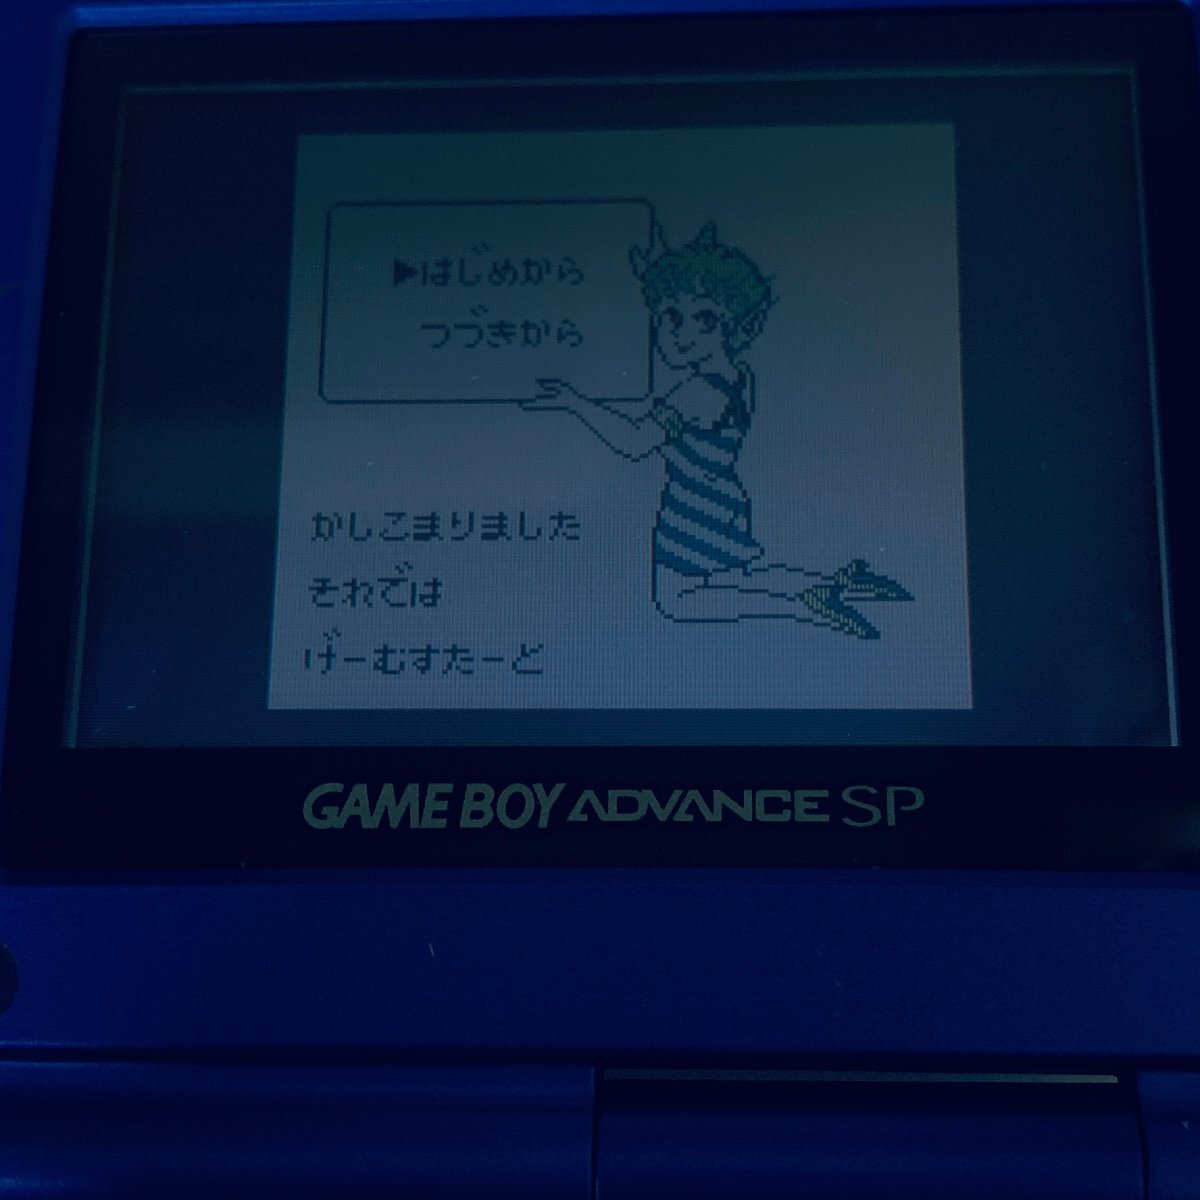 ▶はじめから
つづきから
かしこまりました
それでは
げーむすたーと
GAME BOY ADVANCE SP